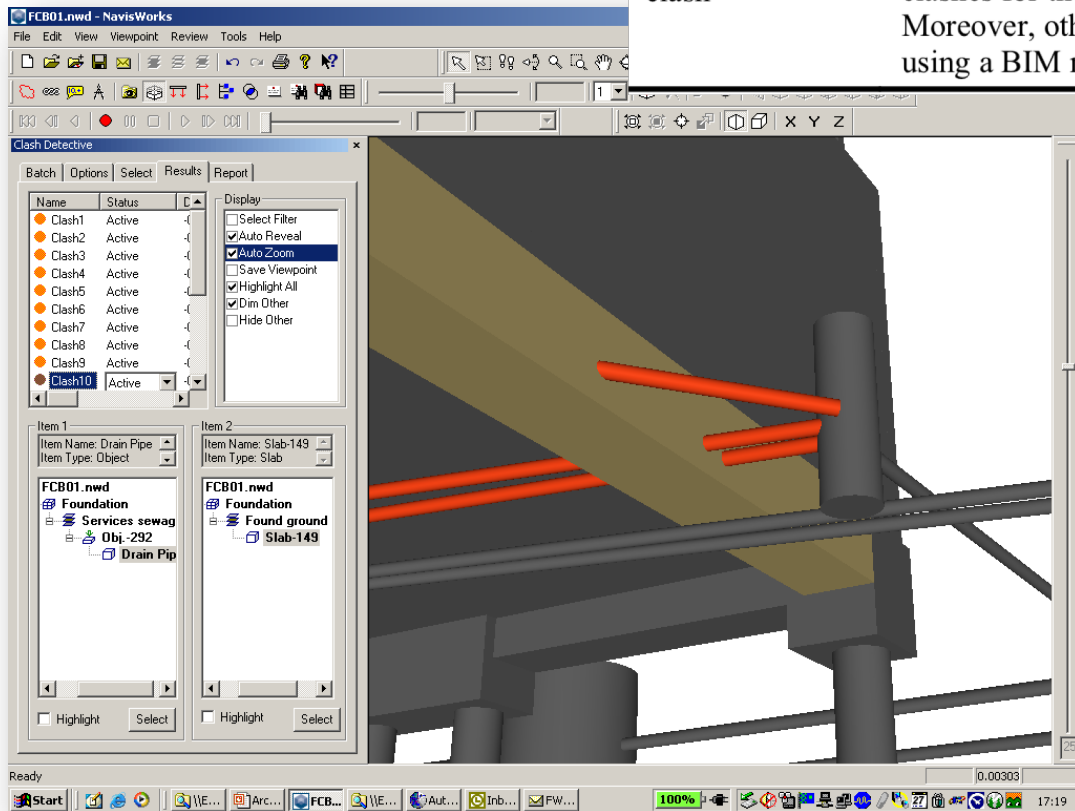 FCB01.nwd - NavisWorks
File Edit View Viewpoint Review Tools Help
Moreover, oth
using a BIM r
1
X Y Z
Clash Detective
Batch Options Select Results Report
Name Status
Clash1 Active
Clash2 Active
Clash3 Active
Clash4 Active
Clash5 Active
Clash6 Active
Clash7 Active
Clash8 Active
Clash9 Active
Clash10 Active
Display
Select Filter
Auto Reveal
Auto Zoom
Save Viewpoint
Highlight All
Dim Other
Hide Other
Item 1
Item Name: Drain Pipe
Item Type: Object
FCB01.nwd
Foundation
Services sewag
Obj.-292
Drain Pip
Highlight Select
Item 2
Item Name: Slab-149
Item Type: Slab
FCB01.nwd
Foundation
Found ground
Slab-149
Highlight Select
Ready
0.00303
Start \\E... Arc... FCB... \\E... Aut... Inb... FW... 100% 27 17:19